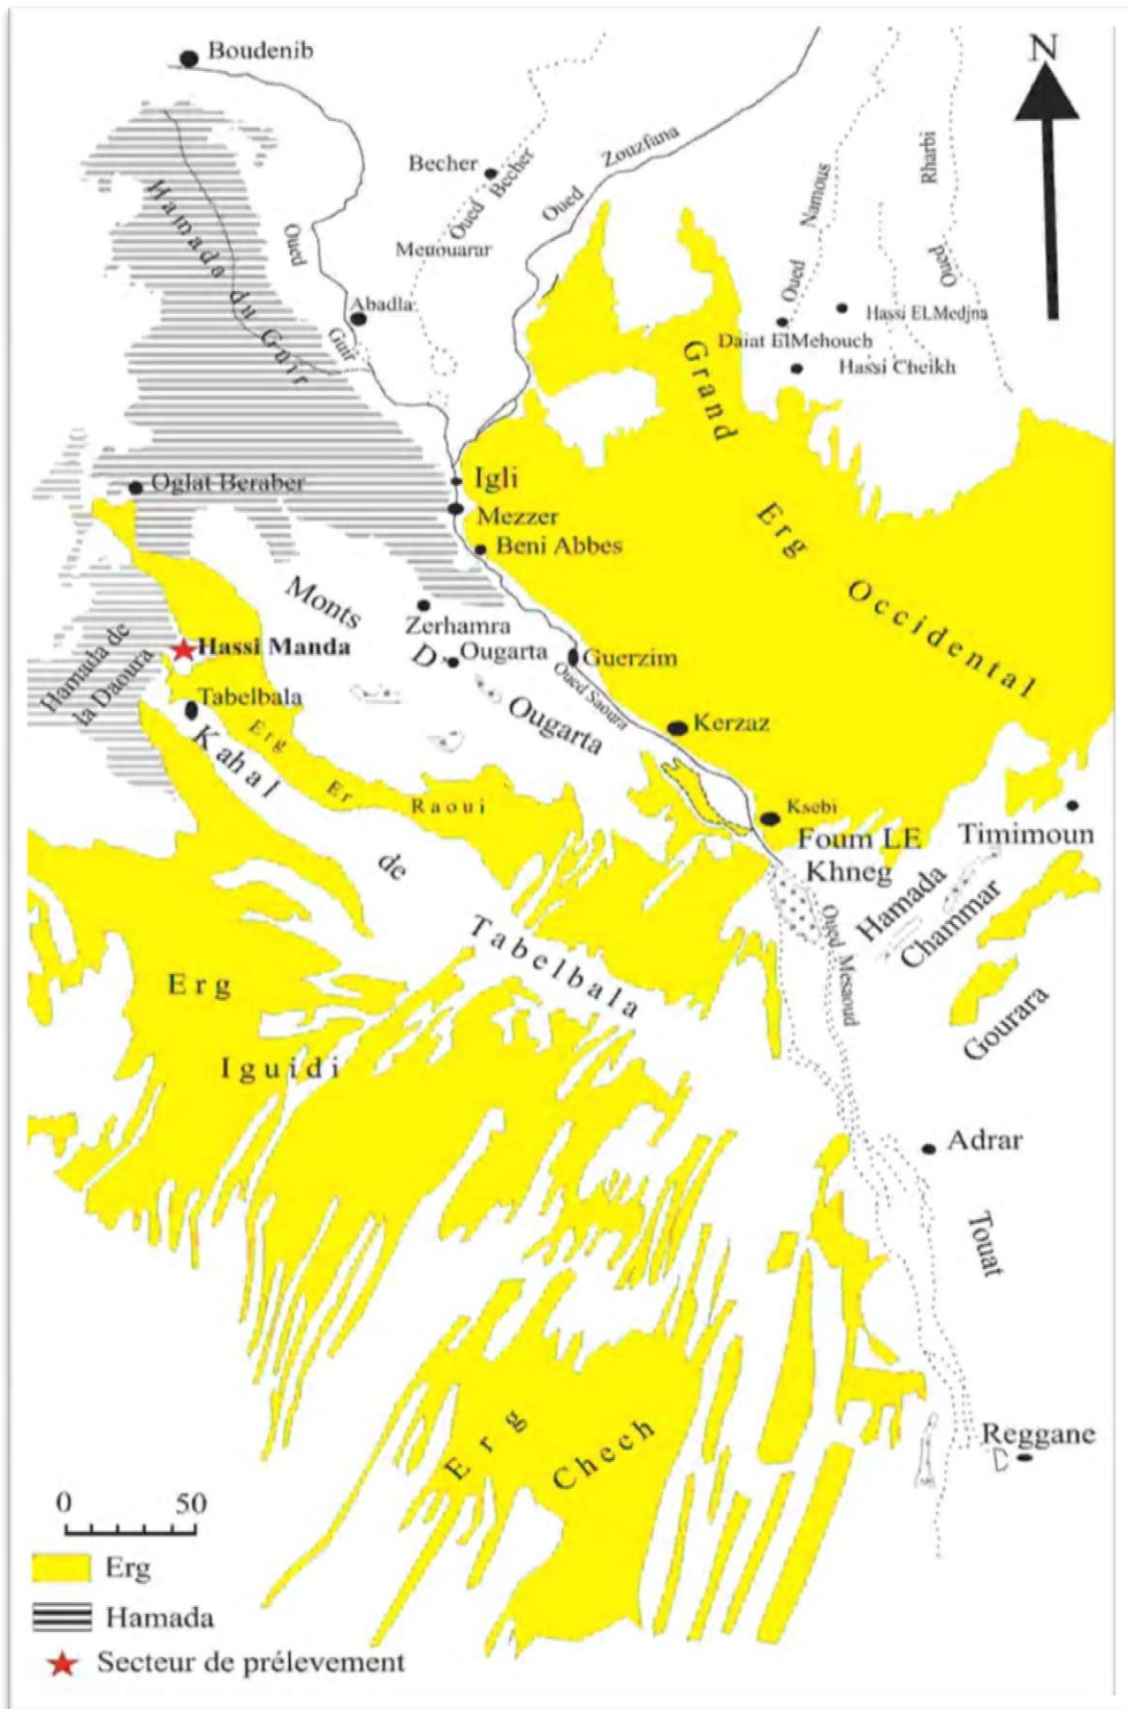 Boudenib
N
Becher
Oued Becher
Oued Zouzfana
Menouarar
Oued Namous
Oued Rharbi
Hamada du Guir
Oued Guir
Abadla
Hassi ELMedjna
Daiat ElMehouch
Hassi Cheikh
Grand Erg Occidental
Oglat Beraber
Igli
Mezzer
Beni Abbes
Monts D'Ougarta
Zerhamra
Ougarta
Hassi Manda
Hamada de
la Daoura
Guerzim
Oued Saoura
Tabelbala
Kerzaz
Erg Er Raoui
Kahal de Tabelbala
Ksebi
Foum LE
Khneg
Timimoun
Hamada
Chammar
Oued Mesaoud
Gourara
Erg
Iguidi
Adrar
Touat
Erg
Chech
Reggane
0 50
Erg
Hamada
Secteur de prélevement